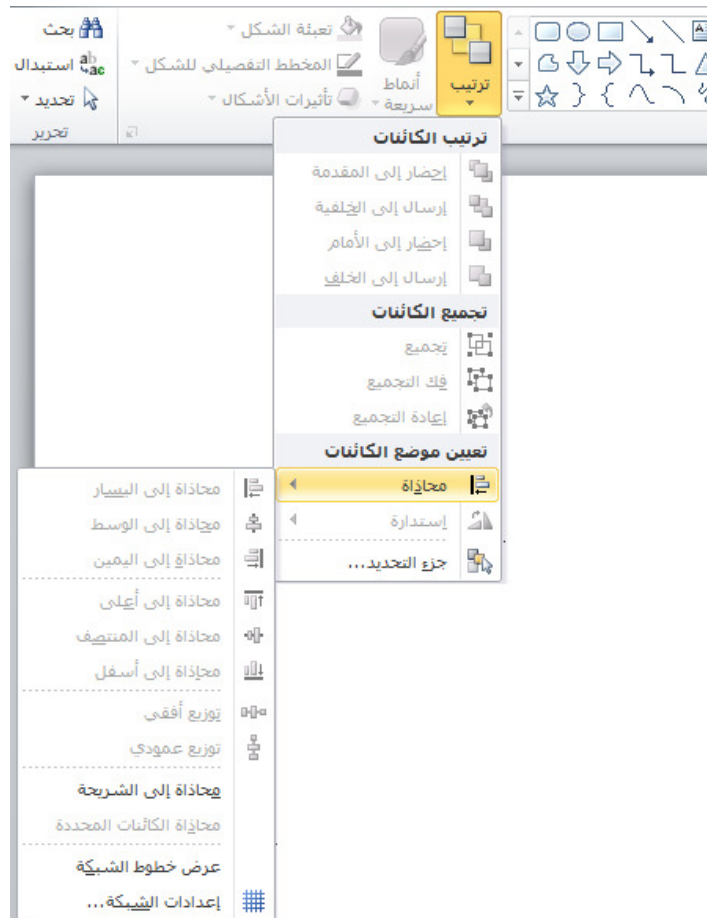 ترتيب
أنماط
سريعة
تعبئة الشكل
المخطط التفصيلي للشكل
تأثيرات الأشكال
بحث
استبدال
تحديد
تحرير
ترتيب الكائنات
إحضار إلى المقدمة
إرسال إلى الخلفية
إحضار إلى الأمام
إرسال إلى الخلف
تجميع الكائنات
تجميع
فك التجميع
إعادة التجميع
تعيين موضع الكائنات
محاذاة
إستدارة
جزء التحديد...
محاذاة إلى اليسار
محاذاة إلى الوسط
محاذاة إلى اليمين
محاذاة إلى أعلى
محاذاة إلى المنتصف
محاذاة إلى أسفل
توزيع أفقي
توزيع عمودي
محاذاة إلى الشريحة
محاذاة الكائنات المحددة
عرض خطوط الشبكة
إعدادات الشبكة...